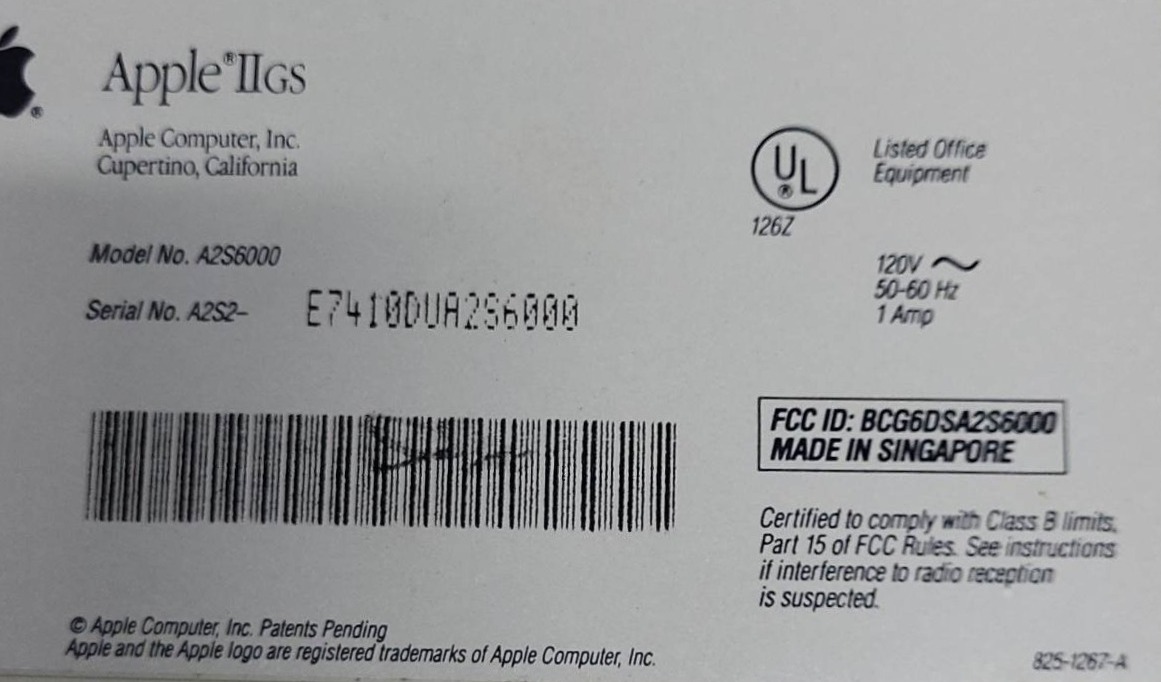 Apple®IIGS
Apple Computer, Inc.
Cupertino, California
Model No. A2S6000
Serial No. A2S2- E7410DUA2S6000
UL®
126Z
Listed Office
Equipment
120V ~
50-60 Hz
1 Amp
FCC ID: BCG6DSA2S6000
MADE IN SINGAPORE
Certified to comply with Class B limits,
Part 15 of FCC Rules. See instructions
if interference to radio reception
is suspected.
© Apple Computer, Inc. Patents Pending
Apple and the Apple logo are registered trademarks of Apple Computer, Inc.
825-1267-A